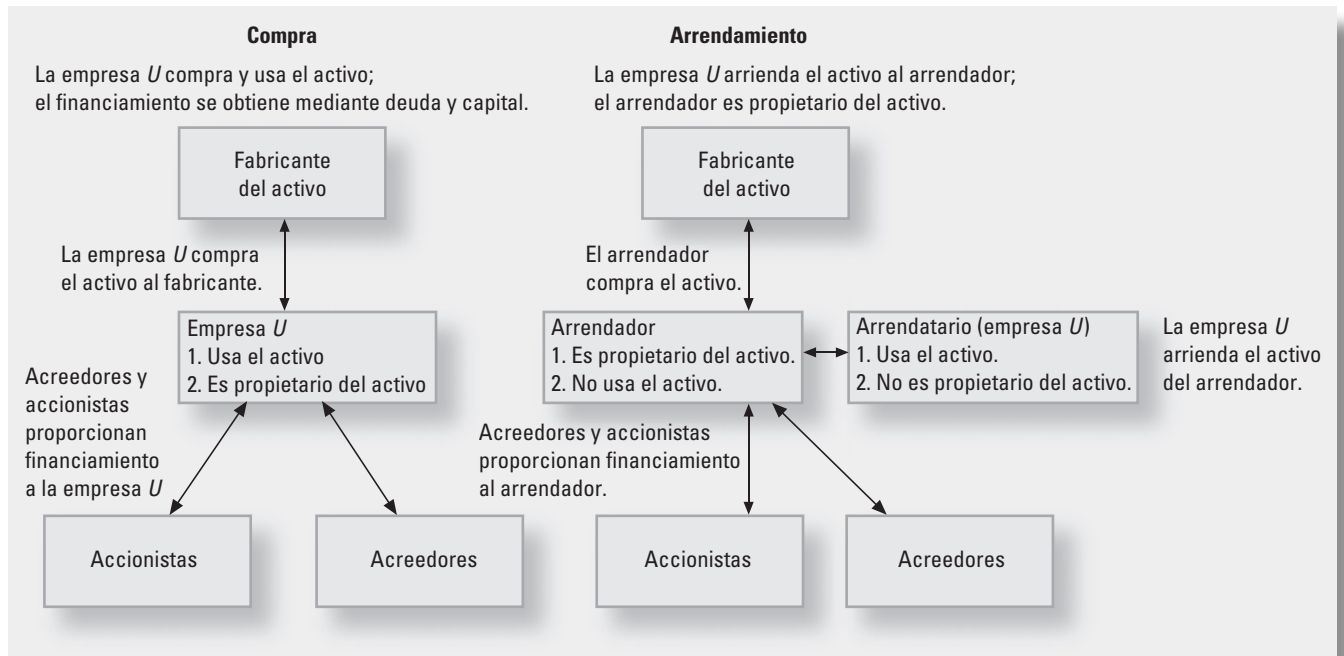 Compra
La empresa U compra y usa el activo;
el financiamiento se obtiene mediante deuda y capital.
Fabricante
del activo
La empresa U compra
el activo al fabricante.
Empresa U
1. Usa el activo
2. Es propietario del activo
Acreedores y
accionistas
proporcionan
financiamiento
a la empresa U
Accionistas
Acreedores
Arrendamiento
La empresa U arrienda el activo al arrendador;
el arrendador es propietario del activo.
Fabricante
del activo
El arrendador
compra el activo.
Arrendador
1. Es propietario del activo.
2. No usa el activo.
Arrendatario (empresa U)
1. Usa el activo.
2. No es propietario del activo.
La empresa U
arrienda el activo
del arrendador.
Acreedores y accionistas
proporcionan financiamiento
al arrendador.
Accionistas
Acreedores